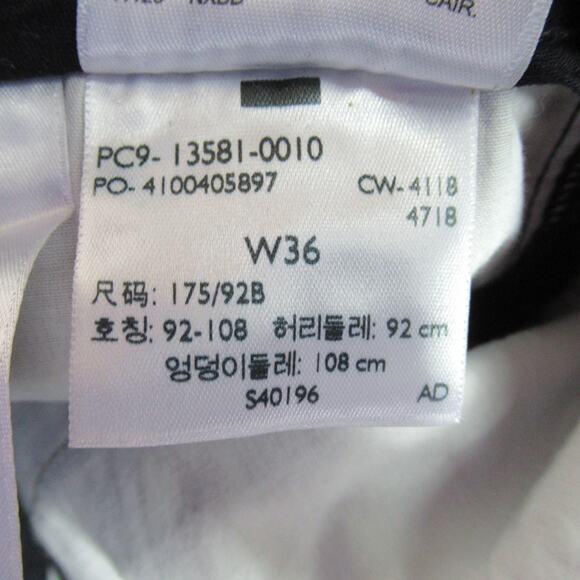 CAIR.
PC9- 13581-0010
PO- 4100405897 CW- 4118
4718
W36
尺码: 175/92B
호칭: 92-108 허리둘레: 92 cm
엉덩이둘레: 108 cm
S40196 AD